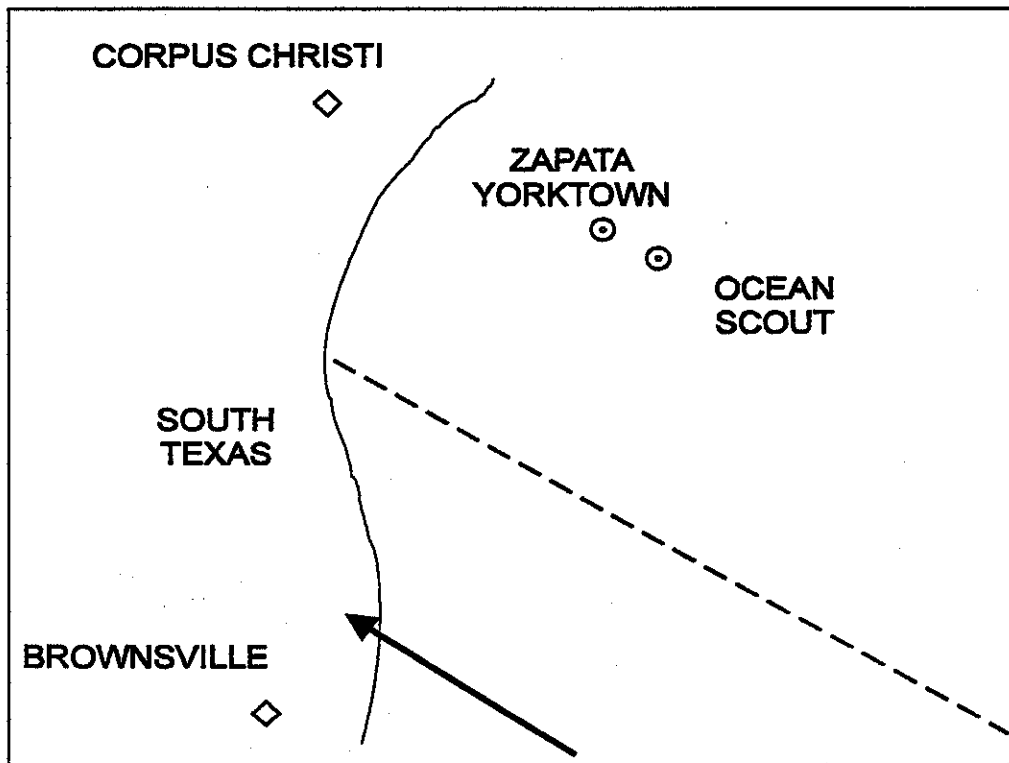 CORPUS CHRISTI
ZAPATA
YORKTOWN
OCEAN
SCOUT
SOUTH
TEXAS
BROWNSVILLE